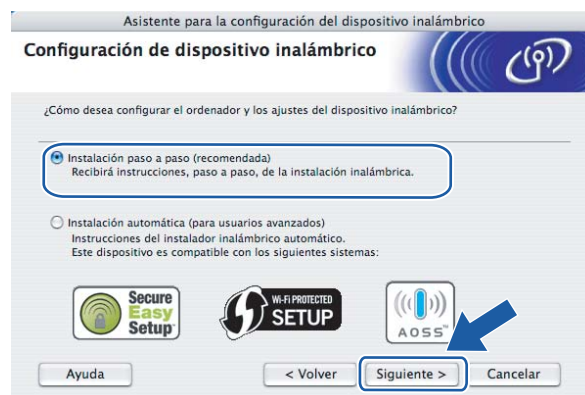 Asistente para la configuración del dispositivo inalámbrico
Configuración de dispositivo inalámbrico
¿Cómo desea configurar el ordenador y los ajustes del dispositivo inalámbrico?
Instalación paso a paso (recomendada)
Recibirá instrucciones, paso a paso, de la instalación inalámbrica.
Instalación automática (para usuarios avanzados)
Instrucciones del instalador inalámbrico automático.
Este dispositivo es compatible con los siguientes sistemas:
Secure
Easy
Setup™
WI-FI PROTECTED
SETUP
AOSS™
Ayuda
< Volver
Siguiente >
Cancelar